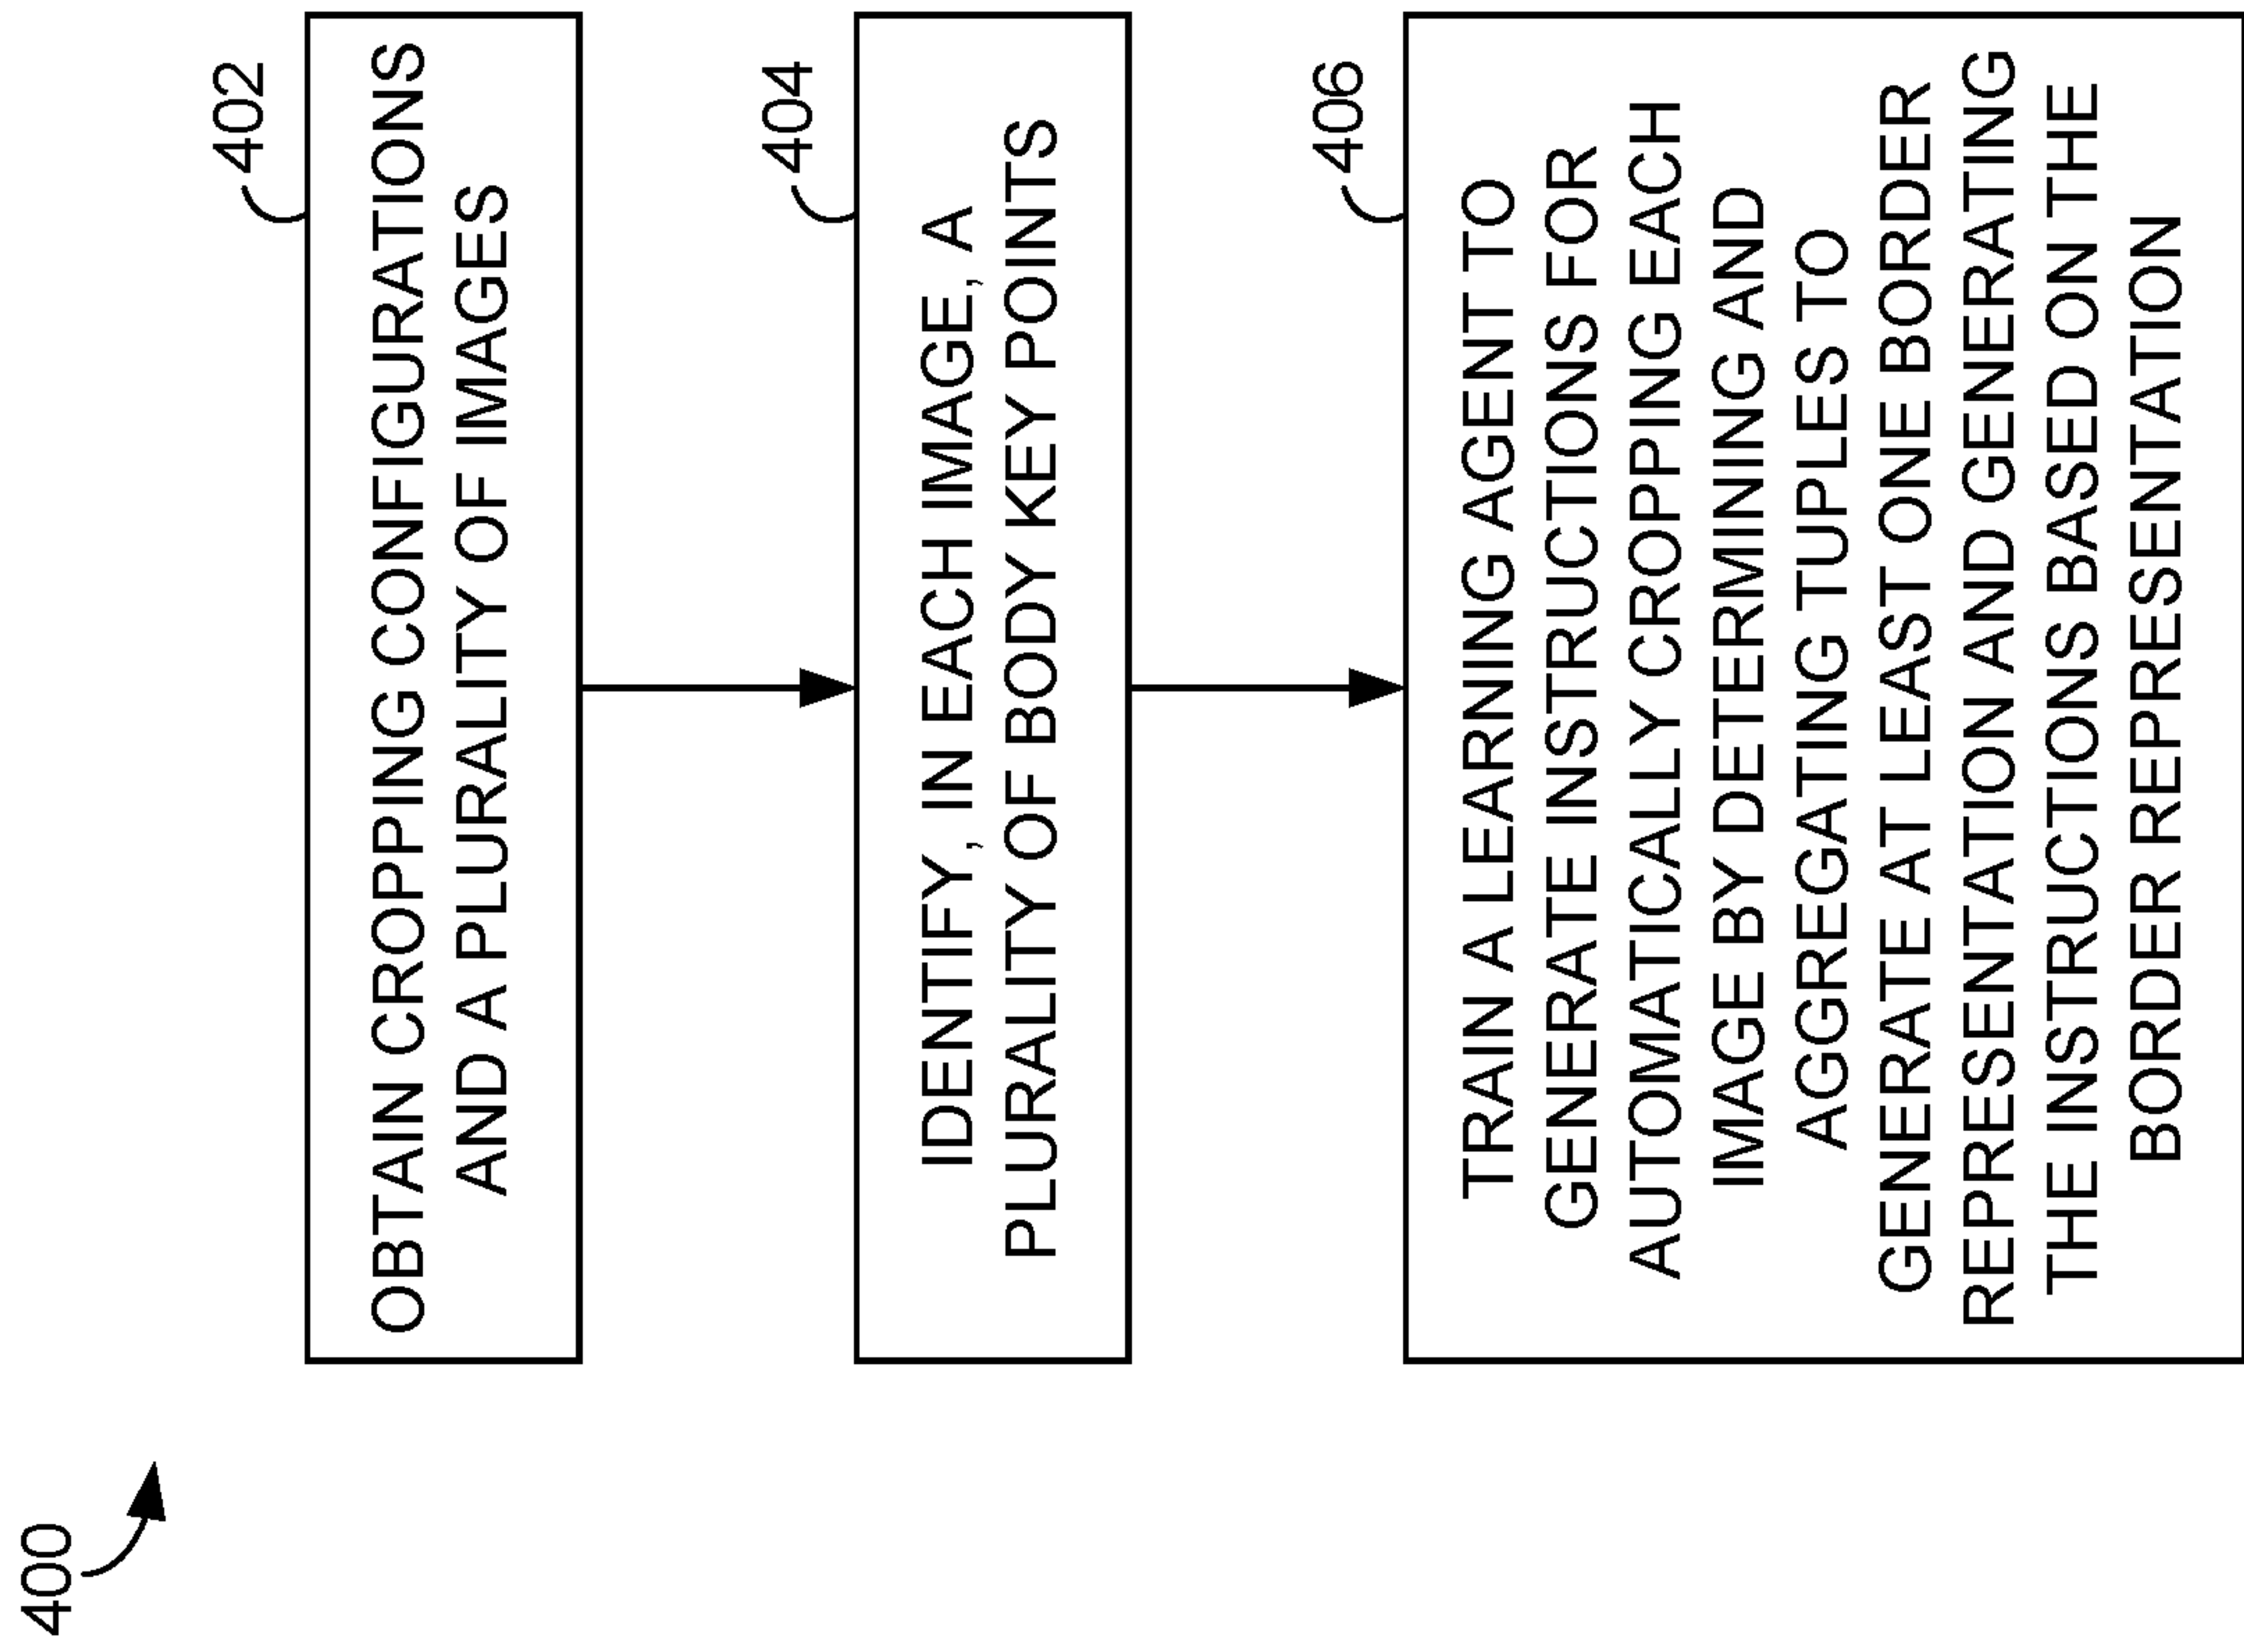 400
402
OBTAIN CROPPING CONFIGURATIONS
AND A PLURALITY OF IMAGES
404
IDENTIFY, IN EACH IMAGE, A
PLURALITY OF BODY KEY POINTS
406
TRAIN A LEARNING AGENT TO
GENERATE INSTRUCTIONS FOR
AUTOMATICALLY CROPPING EACH
IMAGE BY DETERMINING AND
AGGREGATING TUPLES TO
GENERATE AT LEAST ONE BORDER
REPRESENTATION AND GENERATING
THE INSTRUCTIONS BASED ON THE
BORDER REPRESENTATION